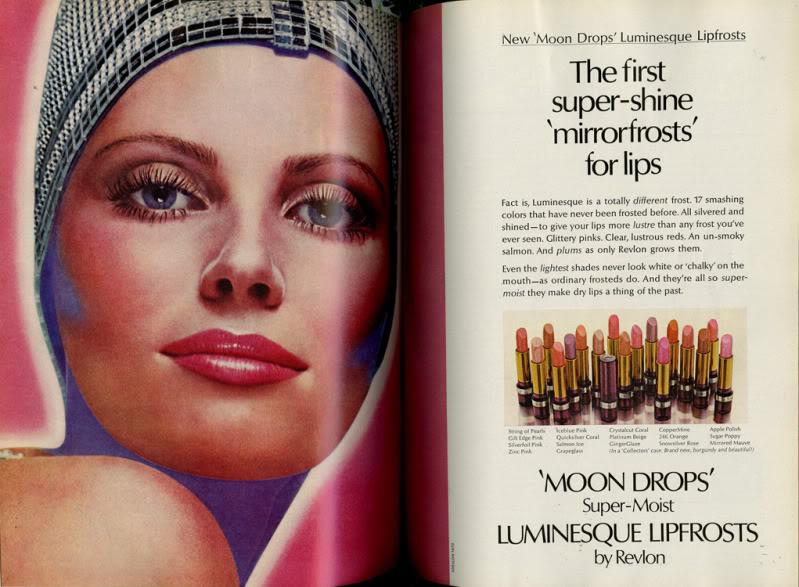 New 'Moon Drops' Luminesque Lipfrosts
The first
super-shine
'mirrorfrosts'
for lips
Fact is, Luminesque is a totally different frost. 17 smashing
colors that have never been frosted before. All silvered and
shined—to give your lips more lustre than any frost you've
ever seen. Glittery pinks. Clear, lustrous reds. An un-smoky
salmon. And plums as only Revlon grows them.
Even the lightest shades never look white or 'chalky' on the
mouth—as ordinary frosteds do. And they're all so super-
moist they make dry lips a thing of the past.
String of Pearls Iceblue Pink Crystalcut Coral CopperMine Apple Polish
Gilt Edge Pink Quicksilver Coral Platinum Beige 24K Orange Sugar Poppy
Silverfoil Pink Salmon Ice GingerGlaze Snowsilver Rose Mirrored Mauve
Zinc Pink Grapeglass (In a 'Collectors' case. Brand new, burgundy and beautiful!)
'MOON DROPS'
Super-Moist
LUMINESQUE LIPFROSTS
by Revlon